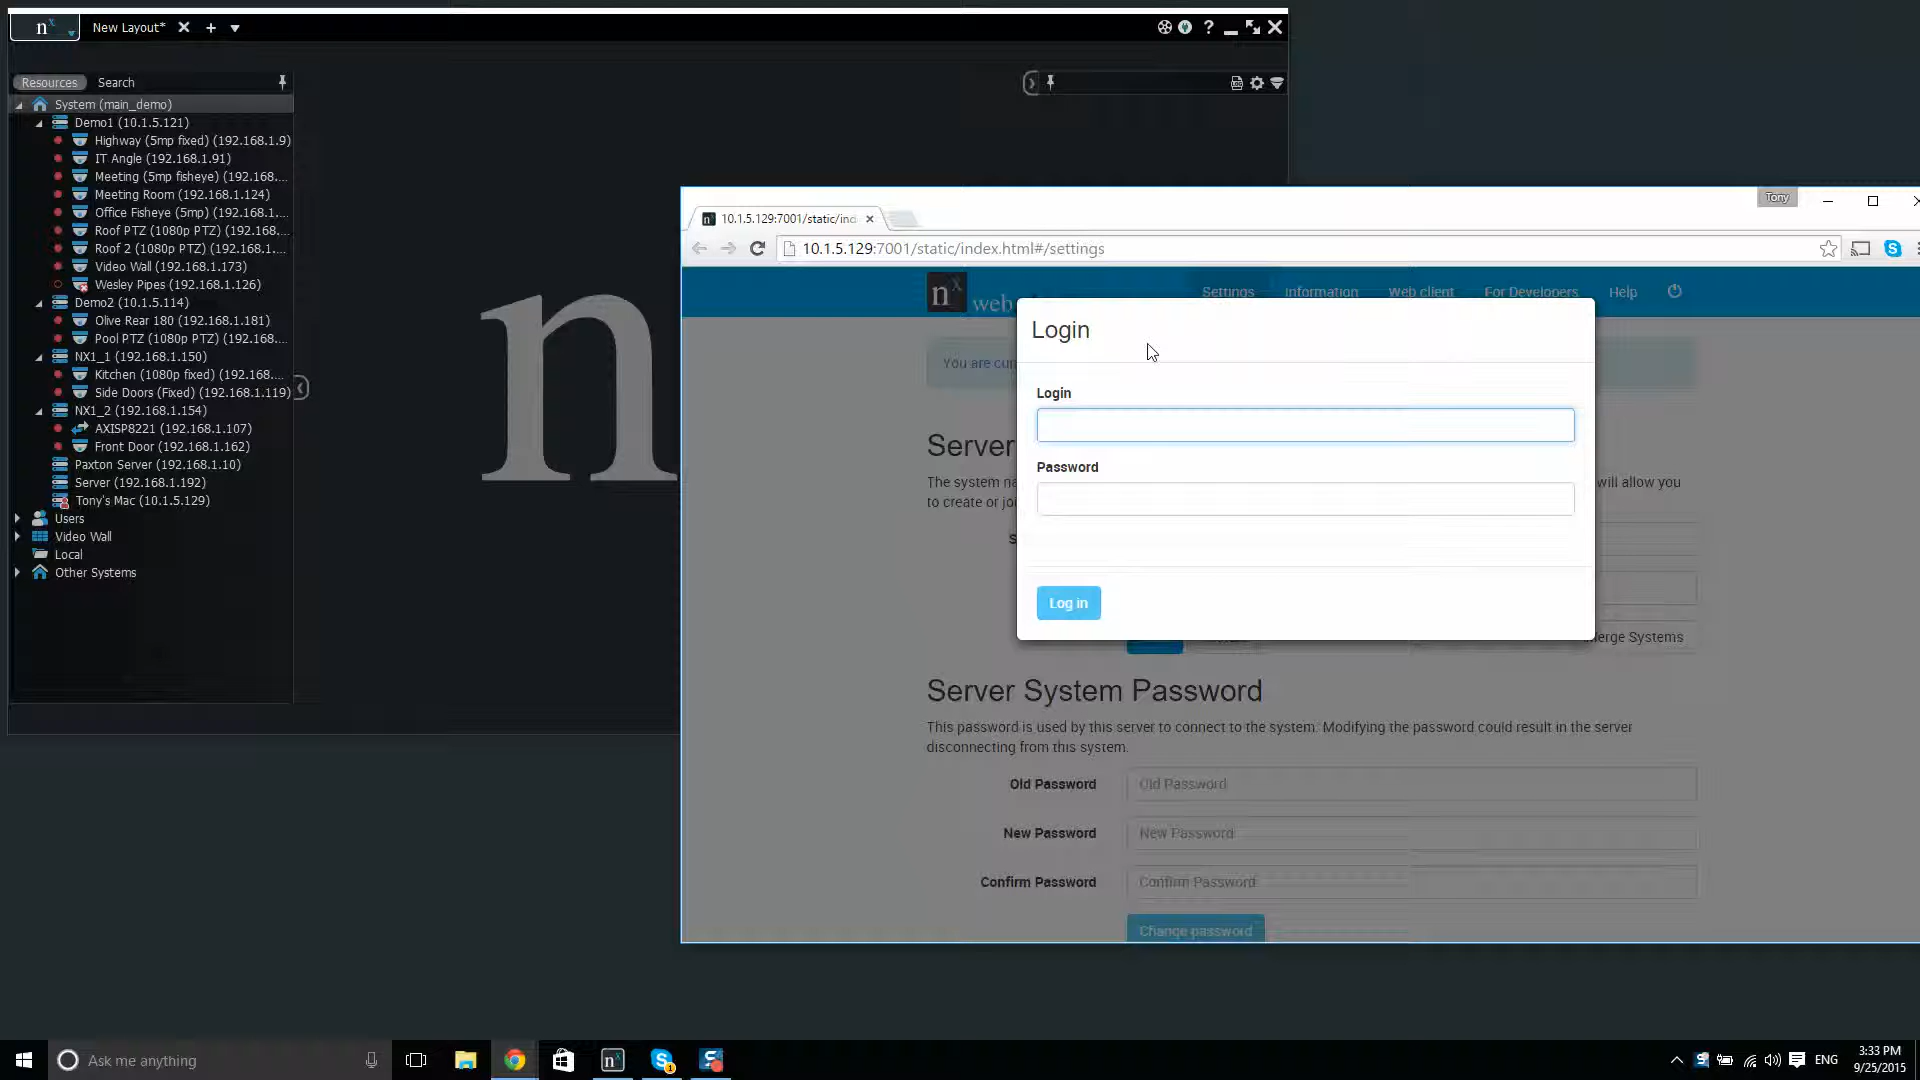 nx
New Layout*
Resources
Search
System (main_demo)
Demo1 (10.1.5.121)
Highway (5mp fixed) (192.168.1.9)
IT Angle (192.168.1.91)
Meeting (5mp fisheye) (192.168....
Meeting Room (192.168.1.124)
Office Fisheye (5mp) (192.168.1....
Roof PTZ (1080p PTZ) (192.168....
Roof 2 (1080p PTZ) (192.168.1....
Video Wall (192.168.1.173)
Wesley Pipes (192.168.1.126)
Demo2 (10.1.5.114)
Olive Rear 180 (192.168.1.181)
Pool PTZ (1080p PTZ) (192.168....
NX1_1 (192.168.1.150)
Kitchen (1080p fixed) (192.168....
Side Doors (Fixed) (192.168.1.119)
NX1_2 (192.168.1.154)
AXISP8221 (192.168.1.107)
Front Door (192.168.1.162)
Paxton Server (192.168.1.10)
Server (192.168.1.192)
Tony's Mac (10.1.5.129)
Users
Video Wall
Local
Other Systems
n
Tony
10.1.5.129:7001/static/ind
10.1.5.129:7001/static/index.html#/settings
nx web
Settings
Information
Web client
For Developers
Help
You are cur
Login
Login
Password
Log in
Server
The system na
will allow you
to create or joi
S
Merge Systems
Server System Password
This password is used by this server to connect to the system. Modifying the password could result in the server
disconnecting from this system.
Old Password
Old Password
New Password
New Password
Confirm Password
Confirm Password
Change password
Ask me anything
nx
1
ENG
3:33 PM
9/25/2015